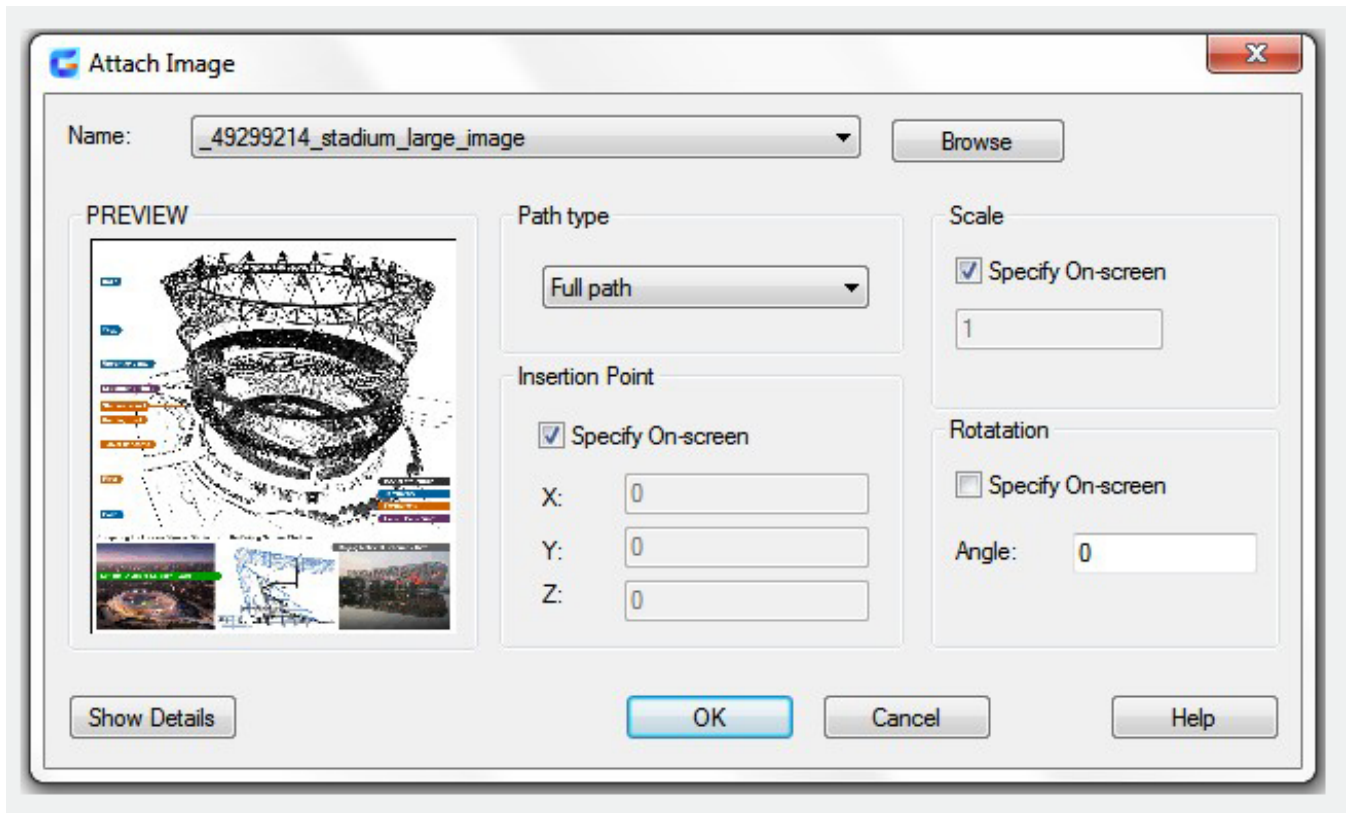 Attach Image
Name: _49299214_stadium_large_image Browse
PREVIEW
Path type
Full path
Scale
Specify On-screen
1
Insertion Point
Specify On-screen
X: 0
Y: 0
Z: 0
Rotatation
Specify On-screen
Angle: 0
Show Details OK Cancel Help